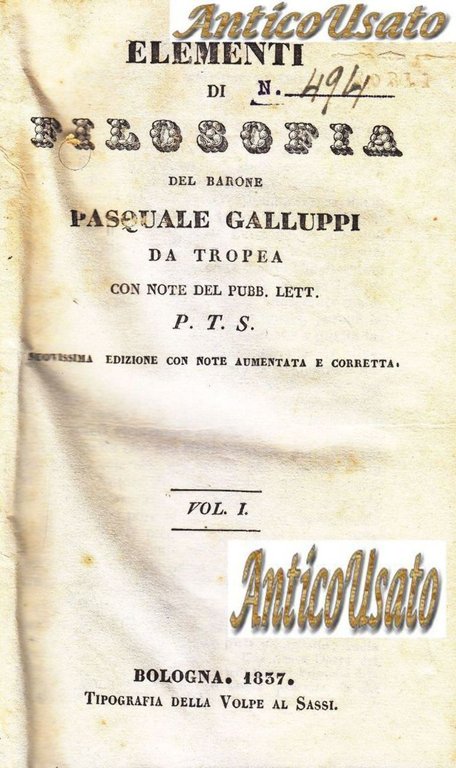 AnticoUsato
ELEMENTI
DI
N. 494
FILOSOFIA
DEL BARONE
PASQUALE GALLUPPI
DA TROPEA
CON NOTE DEL PUBB. LETT.
P. T. S.
NUOVISSIMA EDIZIONE CON NOTE AUMENTATA E CORRETTA.
VOL. I.
AnticoUsato
BOLOGNA. 1837.
TIPOGRAFIA DELLA VOLPE AL SASSI.